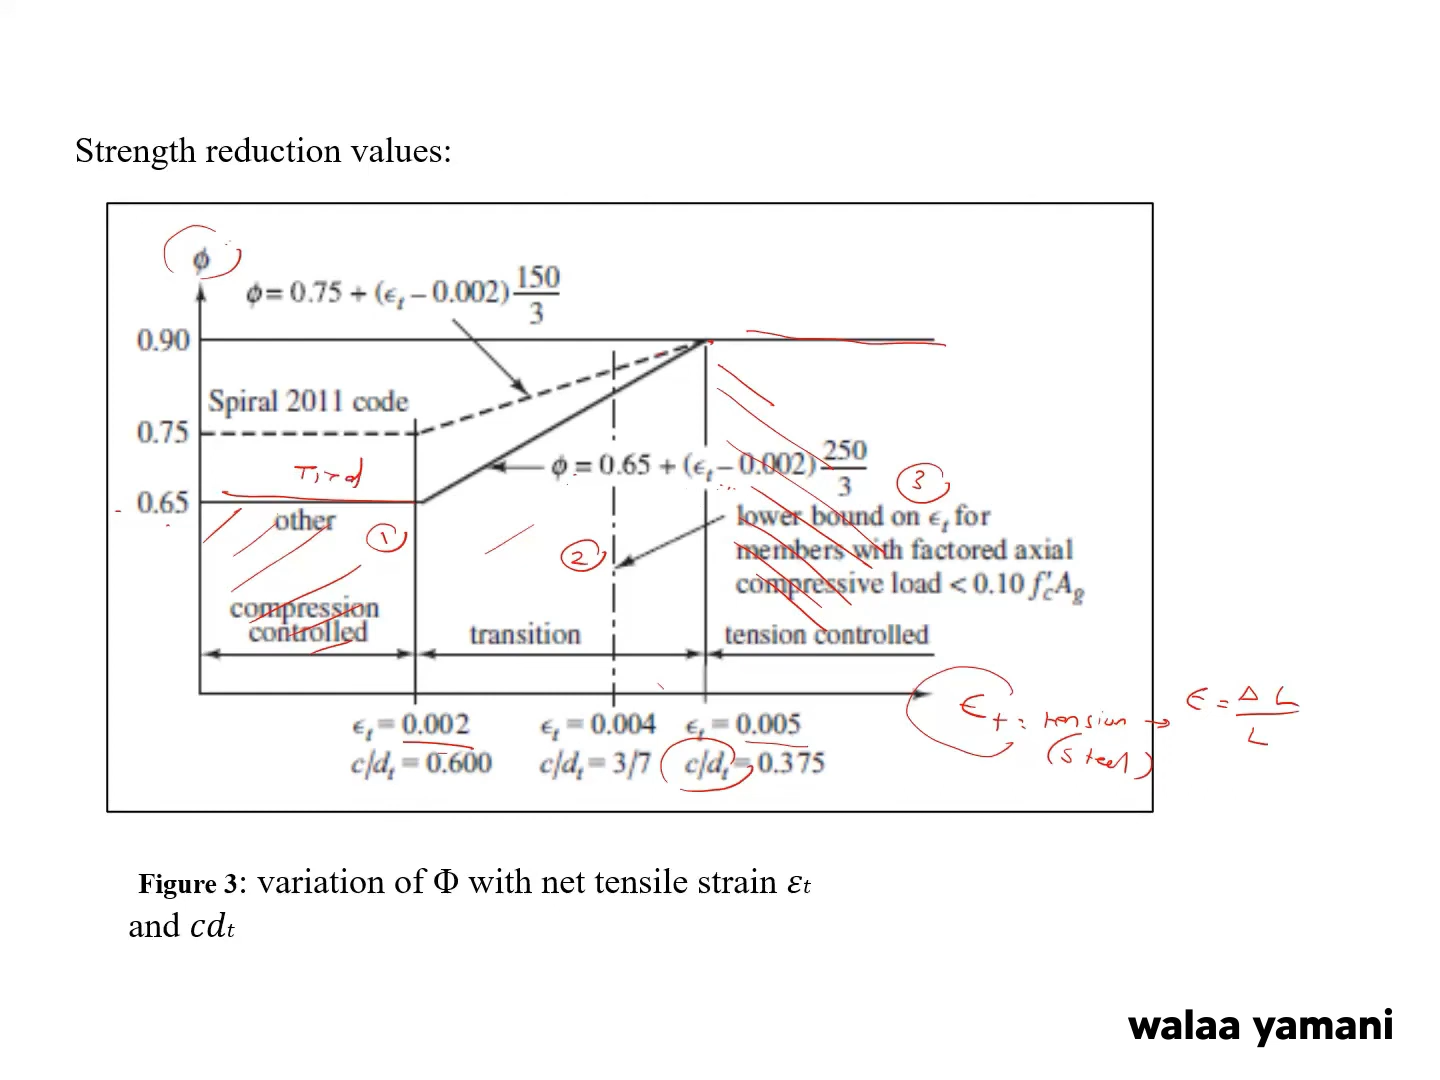 Strength reduction values:
ϕ
ϕ = 0.75 + (ϵt – 0.002) 150/3
0.90
Spiral 2011 code
0.75
Tied
ϕ = 0.65 + (ϵt – 0.002) 250/3
3
0.65
other
1
2
lower bound on ϵt for
members with factored axial
compressive load < 0.10 f′cAg
compression
controlled
transition
tension controlled
ϵt : tension → ϵ = ΔL/L
(steel)
ϵt = 0.002
ϵt = 0.004
ϵt = 0.005
c/dt = 0.600
c/dt = 3/7
c/dt = 0.375
Figure 3: variation of Φ with net tensile strain εt
and cdt
walaa yamani